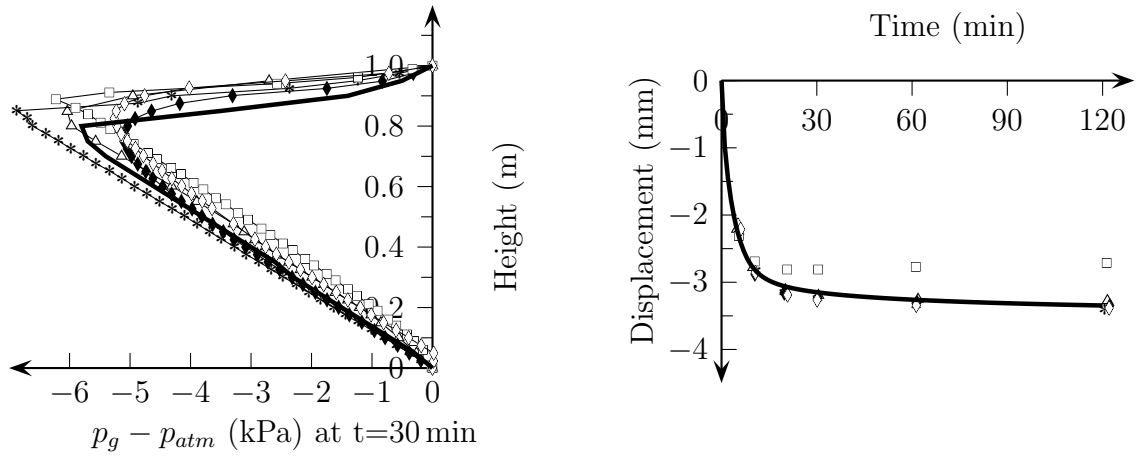 1.0
0.8
0.6
0.4
0.2
0
−6 −5 −4 −3 −2 −1 0
Height (m)
p_g − p_atm (kPa) at t=30 min
Time (min)
0
0 30 60 90 120
−1
−2
−3
−4
Displacement (mm)